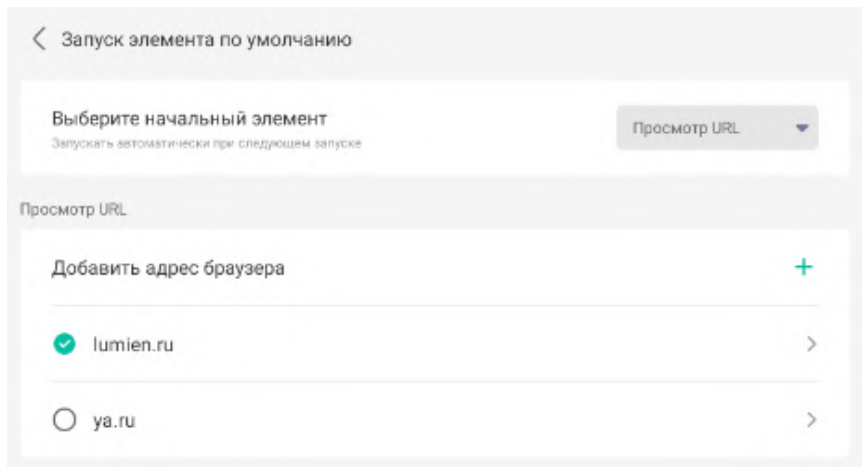 Запуск элемента по умолчанию
Выберите начальный элемент
Запускать автоматически при следующем запуске
Просмотр URL
Просмотр URL
Добавить адрес браузера
lumien.ru
ya.ru